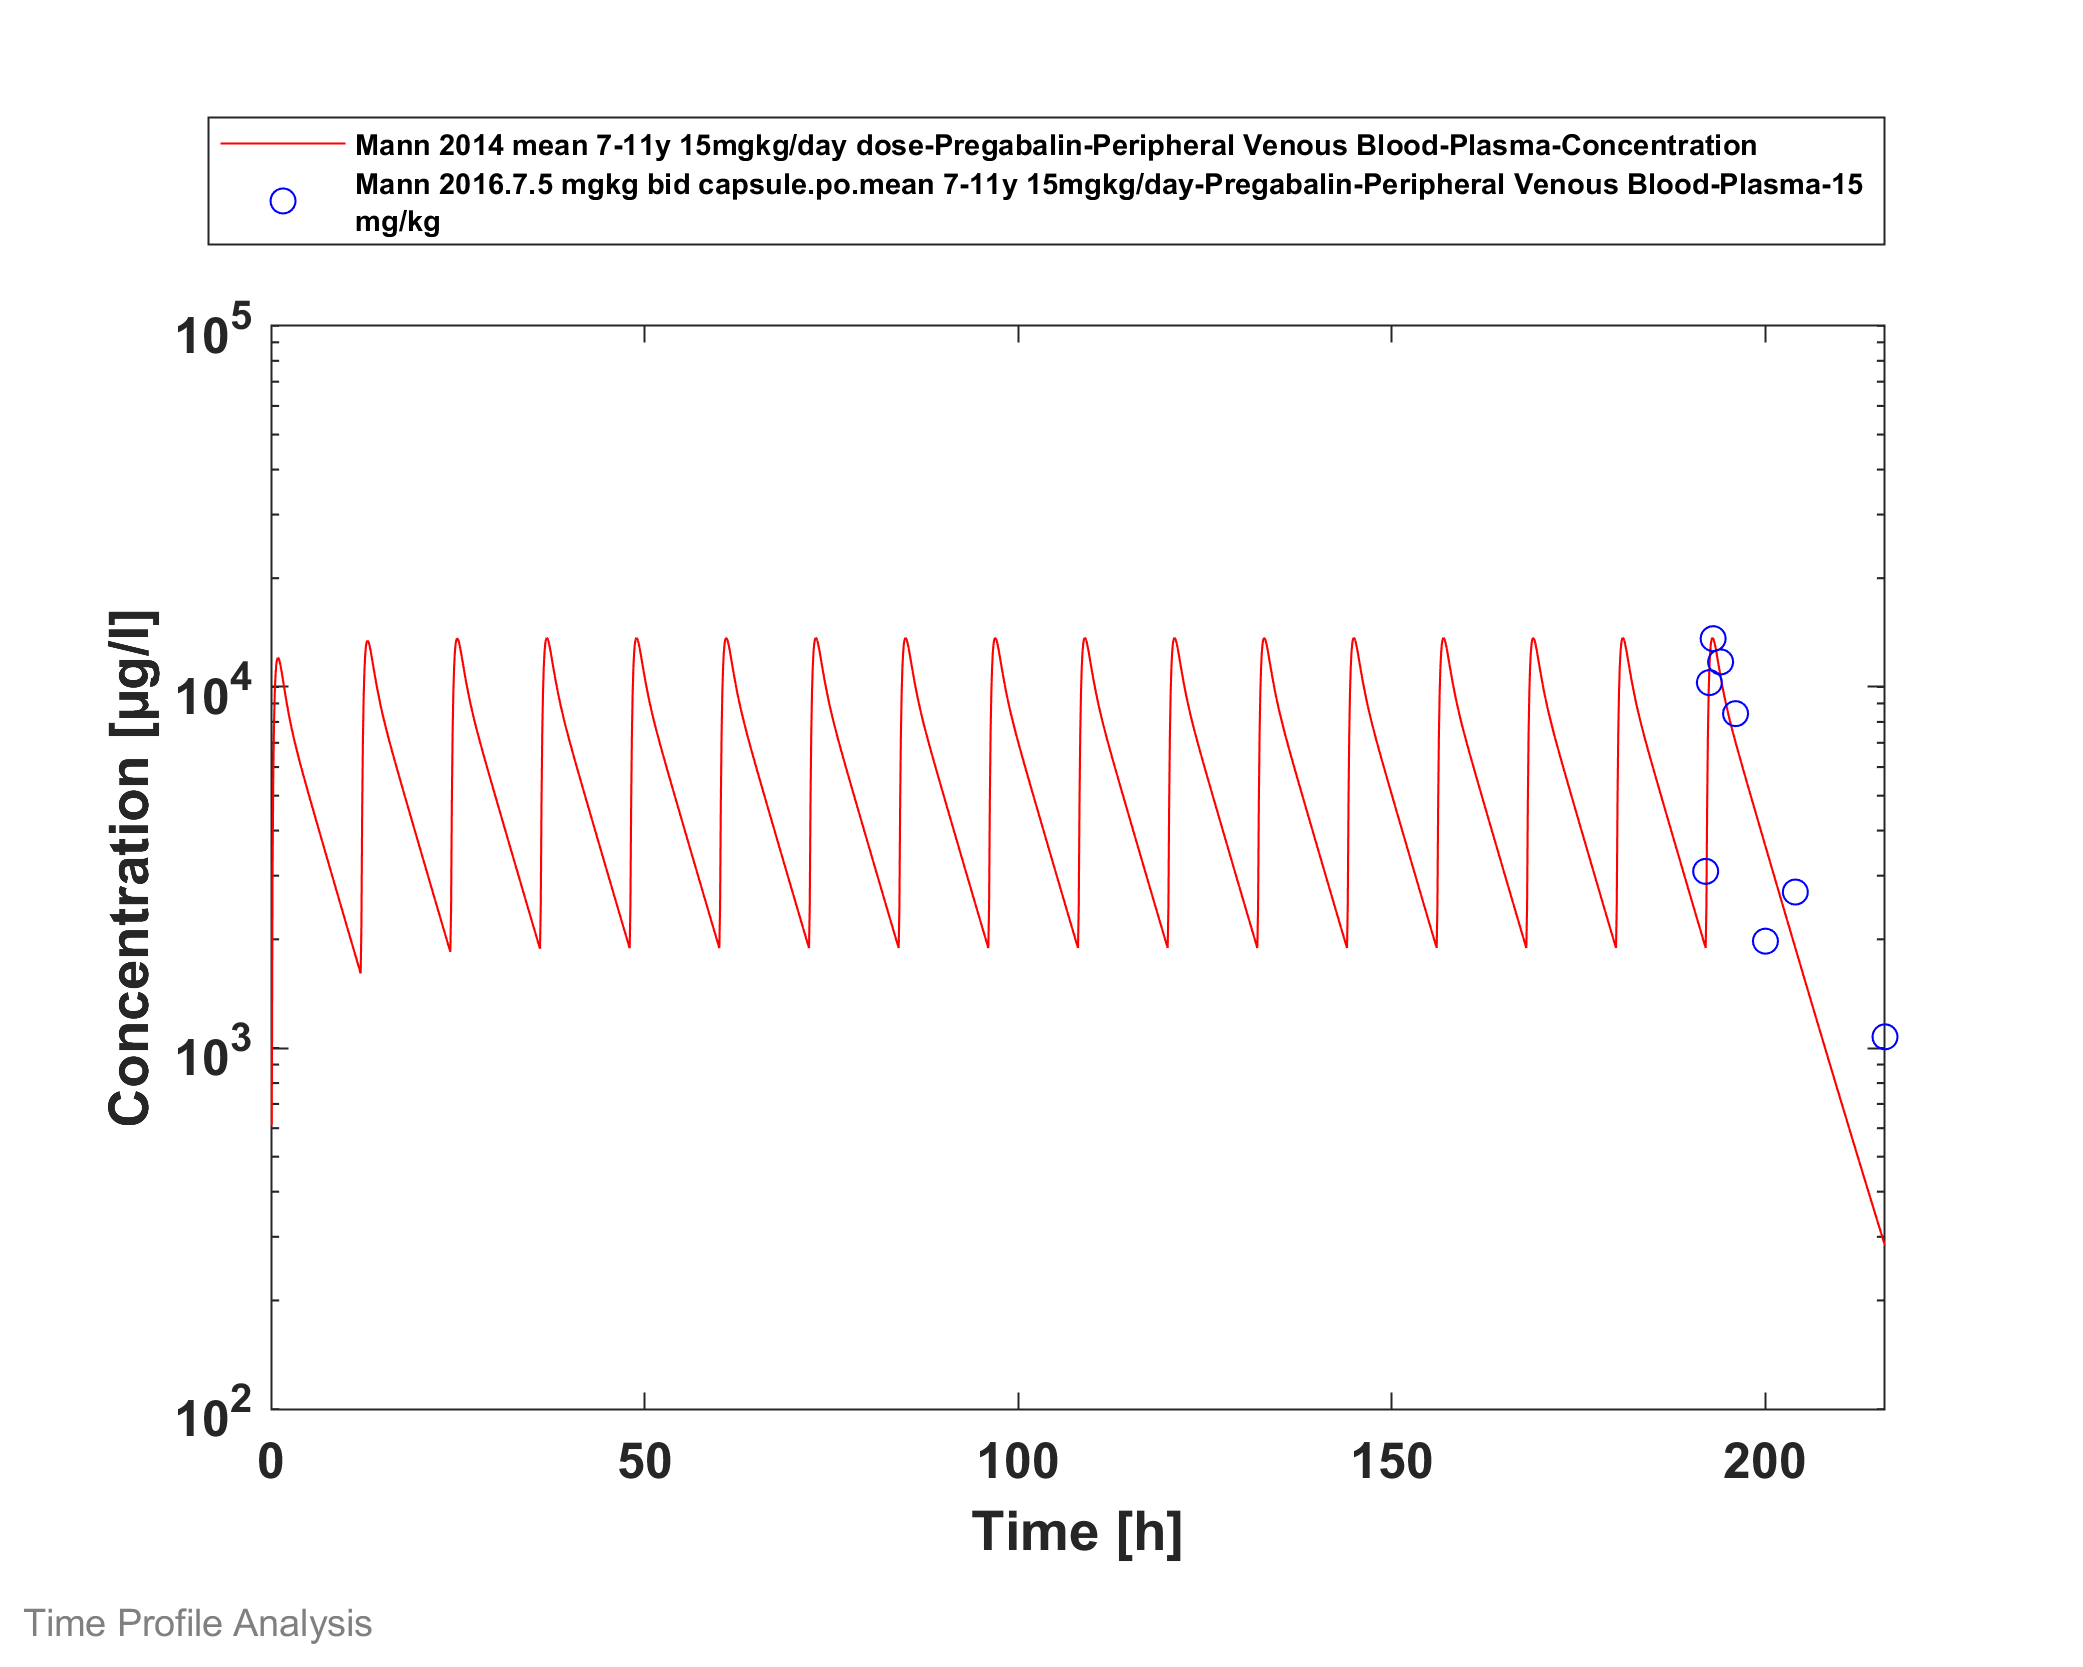 Mann 2014 mean 7-11y 15mgkg/day dose-Pregabalin-Peripheral Venous Blood-Plasma-Concentration
Mann 2016.7.5 mgkg bid capsule.po.mean 7-11y 15mgkg/day-Pregabalin-Peripheral Venous Blood-Plasma-15
mg/kg
10^5
10^4
10^3
10^2
Concentration [µg/l]
0 50 100 150 200
Time [h]
Time Profile Analysis